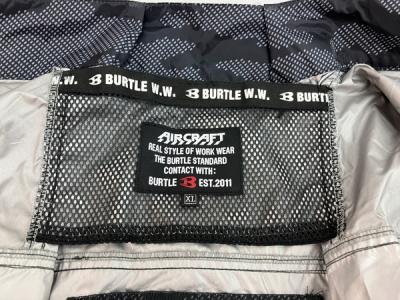 W.W. B BURTLE W.W. B BURTLE W.W. B BURTLE
AIRCRAFT
REAL STYLE OF WORK WEAR
THE BURTLE STANDARD
CONTACT WITH:
BURTLE B EST.2011
XL